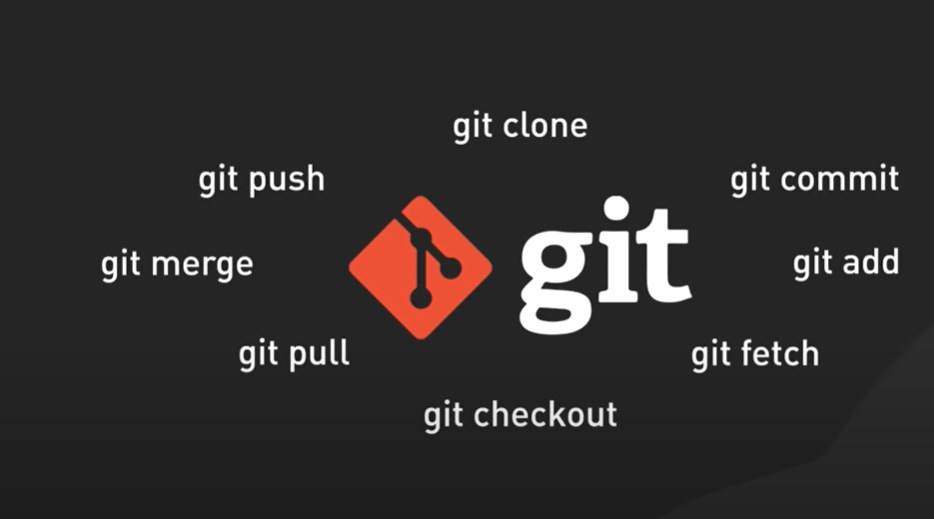 git clone
git push
git commit
git merge
git
git add
git pull
git fetch
git checkout